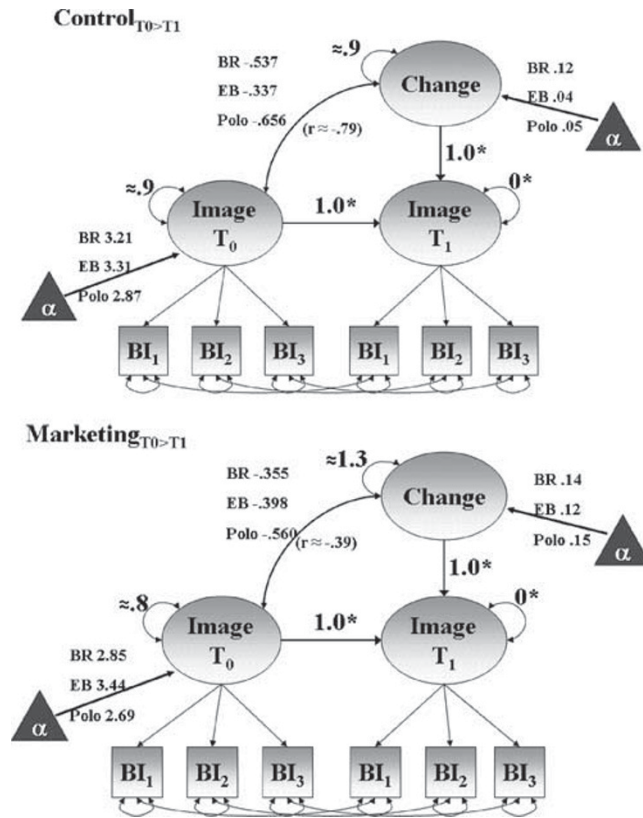 Control T0>T1
BR -.537
EB -.337
Polo -.656
(r ≈ -.79)
≈.9
Change
BR .12
EB .04
Polo .05
α
1.0*
≈.9
Image
T0
1.0*
Image
T1
0*
BR 3.21
EB 3.31
Polo 2.87
α
BI1 BI2 BI3 BI1 BI2 BI3
Marketing T0>T1
BR -.355
EB -.398
Polo -.560
(r ≈ -.39)
≈1.3
Change
BR .14
EB .12
Polo .15
α
1.0*
≈.8
Image
T0
1.0*
Image
T1
0*
BR 2.85
EB 3.44
Polo 2.69
α
BI1 BI2 BI3 BI1 BI2 BI3